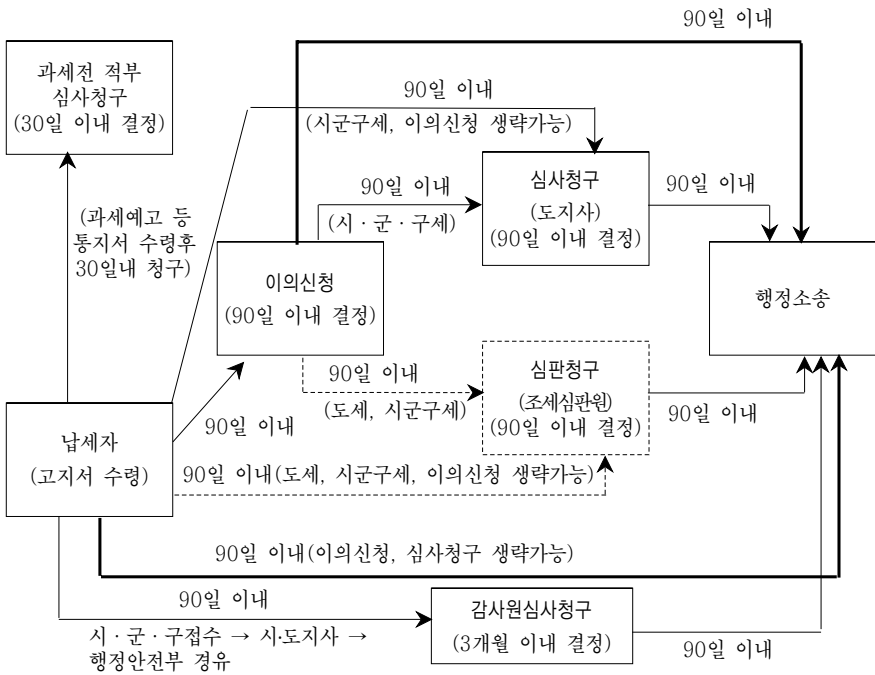 90일 이내
과세전 적부
심사청구
(30일 이내 결정)
90일 이내
(시군구세, 이의신청 생략가능)
90일 이내
(시 · 군 · 구세)
심사청구
(도지사)
(90일 이내 결정)
90일 이내
(과세예고 등
통지서 수령후
30일내 청구)
이의신청
(90일 이내 결정)
행정소송
90일 이내
(도세, 시군구세)
심판청구
(조세심판원)
(90일 이내 결정)
90일 이내
납세자
(고지서 수령)
90일 이내
90일 이내(도세, 시군구세, 이의신청 생략가능)
90일 이내(이의신청, 심사청구 생략가능)
90일 이내
시 · 군 · 구접수 → 시·도지사 →
행정안전부 경유
감사원심사청구
(3개월 이내 결정)
90일 이내